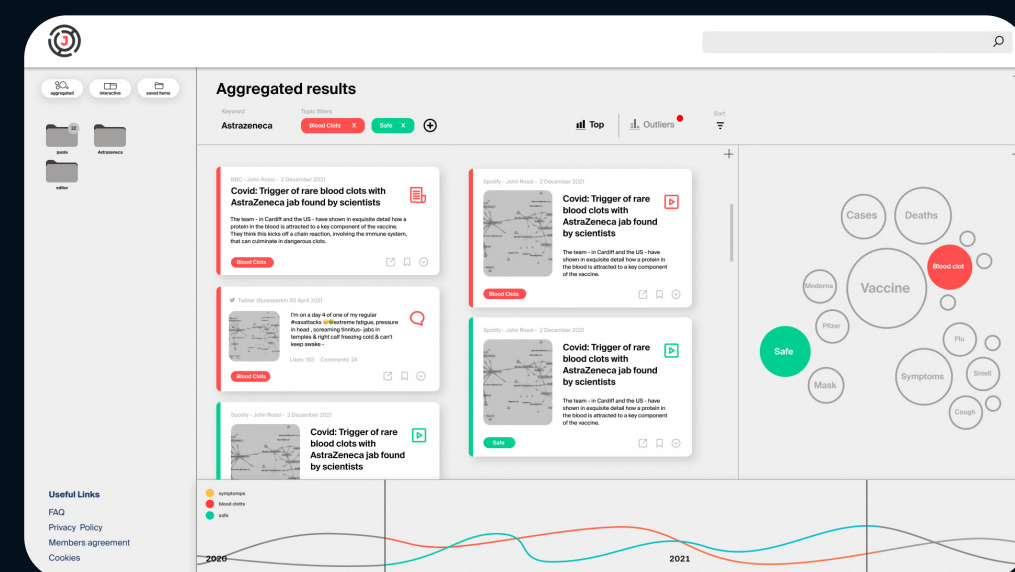 J
aggregated
interactive
saved items
22
paola
Astrazeneca
editor
Useful Links
FAQ
Privacy Policy
Members agreement
Cookies
Aggregated results
Keyword
Astrazeneca
Topic filters
Blood Clots X
Safe X
Top
Outliers
Sort
BBC - John Rossi - 2 December 2021
Covid: Trigger of rare blood clots with
AstraZeneca jab found by scientists
The team - in Cardiff and the US - have shown in exquisite detail how a
protein in the blood is attracted to a key component of the vaccine.
They think this kicks off a chain reaction, involving the immune system,
that can culminate in dangerous clots.
Blood Clots
30 April 2021
I'm on a day 4 of one of my regular
#vaxattacks 😔🤢extreme fatigue, pressure
in head , screaming tinnitus- jabs in
temples & right calf freezing cold & can't
keep awake -
Likes: 153 Comments: 24
Blood Clots
Spotify - John Rossi - 2 December 2021
Covid: Trigger of rare
blood clots with
AstraZeneca jab found
by scientists
Spotify - John Rossi - 2 December 2021
Covid: Trigger of rare
blood clots with
AstraZeneca jab found
by scientists
The team - in Cardiff and the US - have
shown in exquisite detail how a protein in
the blood is attracted to a key component
of the vaccine.
Blood Clots
Spotify - John Rossi - 2 December 2021
Covid: Trigger of rare
blood clots with
AstraZeneca jab found
by scientists
The team - in Cardiff and the US - have
shown in exquisite detail how a protein in
the blood is attracted to a key component
of the vaccine.
Safe
Cases
Deaths
Blood clot
Moderna
Vaccine
Pfizer
Safe
Flu
Mask
Symptoms
Smell
Cough
symptomps
blood clotts
safe
2020
2021